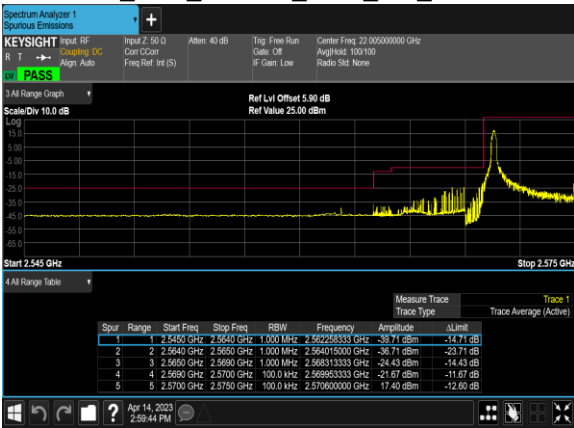 Spectrum Analyzer 1
Spurious Emissions
KEYSIGHT Input: RF Input Z: 50 Ω Atten: 40 dB Trig: Free Run Center Freq: 22.005000000 GHz
R T Coupling: DC Corr CCorr Gate: Off Avg|Hold: 100/100
Align: Auto Freq Ref: Int (S) IF Gain: Low Radio Std: None
PASS
3 All Range Graph
Ref Lvl Offset 5.90 dB
Scale/Div 10.0 dB Ref Value 25.00 dBm
Log
15.0
5.00
-5.00
-15.0
-25.0
-35.0
-45.0
-55.0
-65.0
Start 2.545 GHz Stop 2.575 GHz
4 All Range Table
Measure Trace Trace 1
Trace Type Trace Average (Active)
Spur Range Start Freq Stop Freq RBW Frequency Amplitude ΔLimit
1 1 2.5450 GHz 2.5640 GHz 1.000 MHz 2.562258333 GHz -39.71 dBm -14.71 dB
2 2 2.5640 GHz 2.5650 GHz 1.000 MHz 2.564015000 GHz -36.71 dBm -23.71 dB
3 3 2.5650 GHz 2.5690 GHz 1.000 MHz 2.568313333 GHz -24.43 dBm -14.43 dB
4 4 2.5690 GHz 2.5700 GHz 100.0 kHz 2.569953333 GHz -21.67 dBm -11.67 dB
5 5 2.5700 GHz 2.5750 GHz 100.0 kHz 2.570600000 GHz 17.40 dBm -12.60 dB
Apr 14, 2023
2:59:44 PM